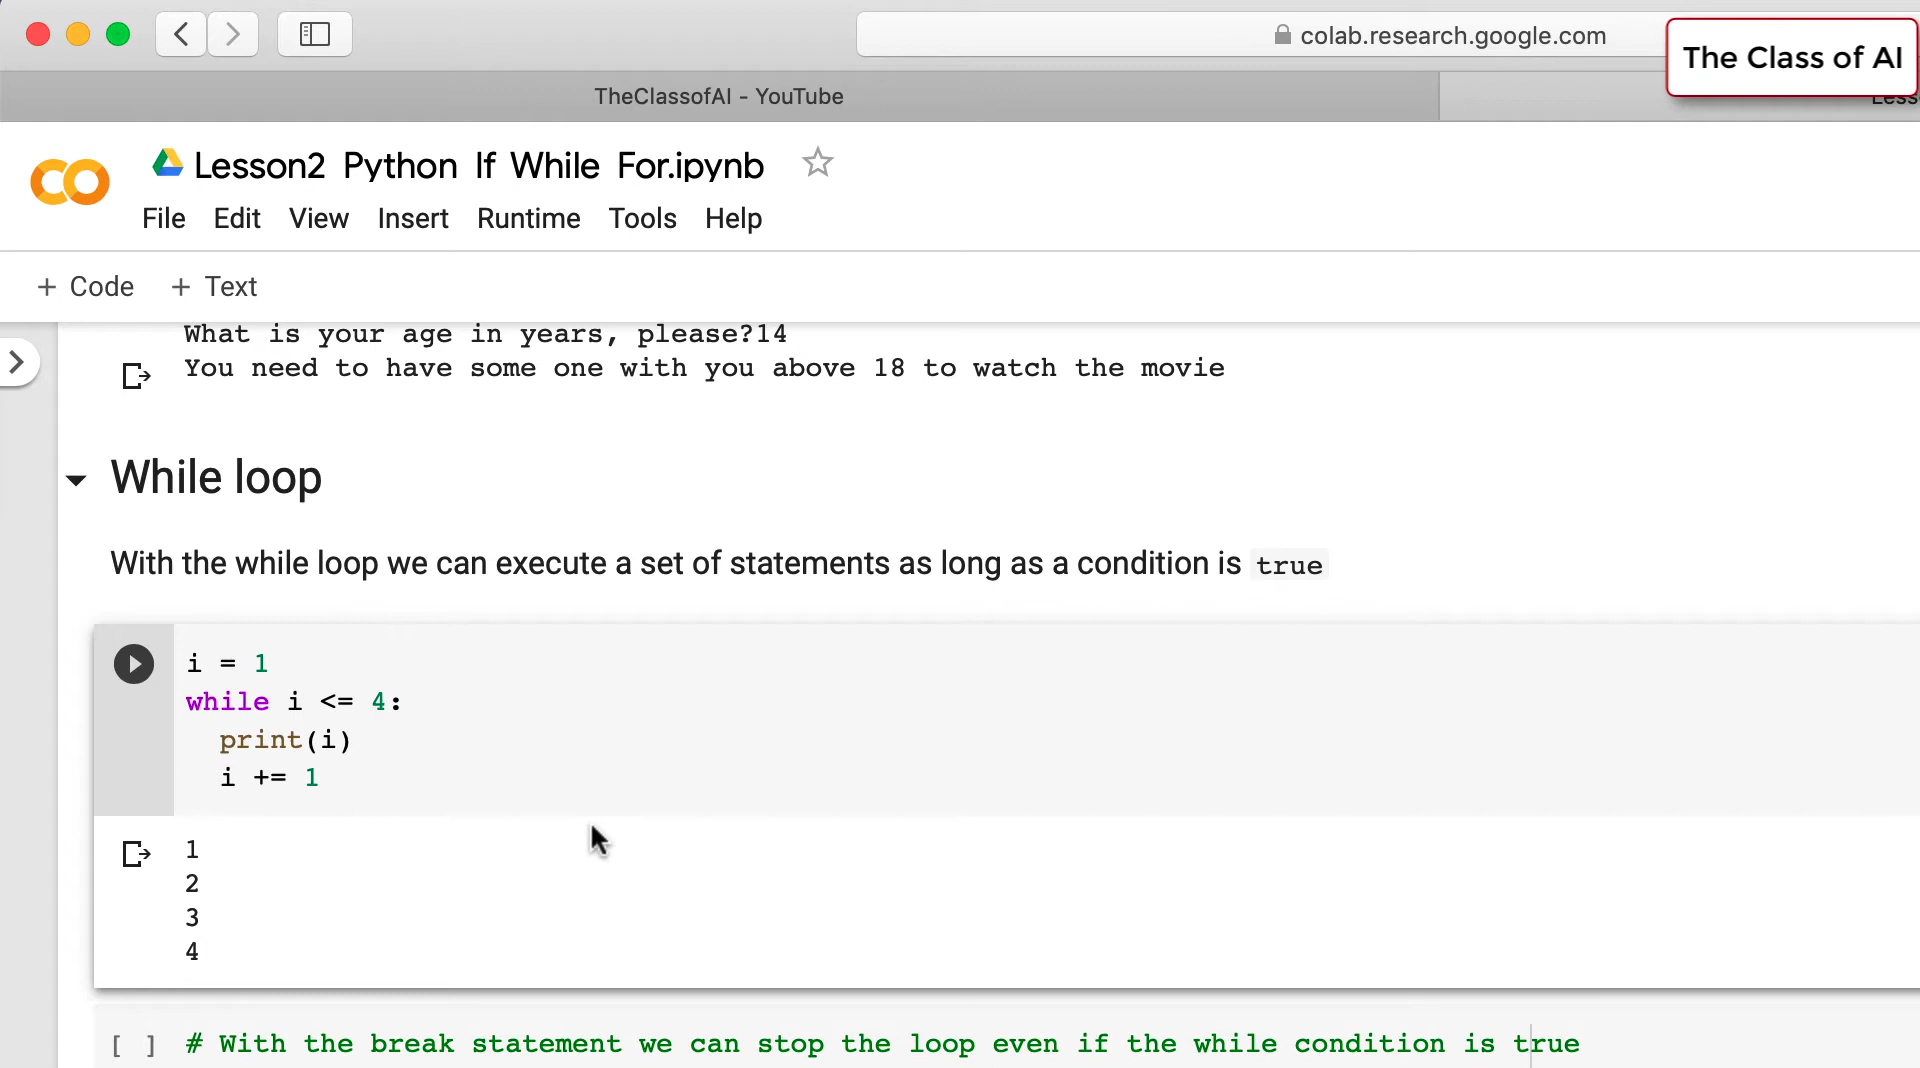 colab.research.google.com
The Class of AI
TheClassofAI - YouTube
Lesson2 Python If While For.ipynb
File Edit View Insert Runtime Tools Help
+ Code + Text
What is your age in years, please?14
You need to have some one with you above 18 to watch the movie
While loop
With the while loop we can execute a set of statements as long as a condition is true
i = 1
while i <= 4:
print(i)
i += 1
1
2
3
4
[ ] # With the break statement we can stop the loop even if the while condition is true